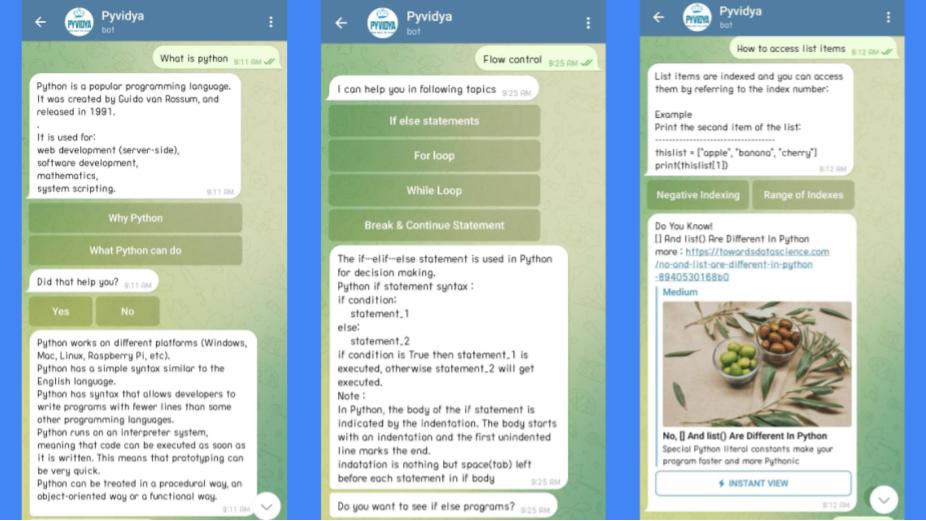 Pyvidya
bot
PYVIDYA
What is python 9:11 AM
Python is a popular programming language.
It was created by Guido van Rossum, and
released in 1991.
.
It is used for:
web development (server-side),
software development,
mathematics,
system scripting.
9:11 AM
Why Python
What Python can do
Did that help you? 9:11 AM
Yes
No
Python works on different platforms (Windows,
Mac, Linux, Raspberry Pi, etc).
Python has a simple syntax similar to the
English language.
Python has syntax that allows developers to
write programs with fewer lines than some
other programming languages.
Python runs on an interpreter system,
meaning that code can be executed as soon as
it is written. This means that prototyping can
be very quick.
Python can be treated in a procedural way, an
object-oriented way or a functional way.
9:11 AM
Pyvidya
bot
PYVIDYA
Flow control 9:25 AM
I can help you in following topics 9:25 AM
If else statements
For loop
While Loop
Break & Continue Statement
The if--elif--else statement is used in Python
for decision making.
Python if statement syntax :
if condition:
statement_1
else:
statement_2
if condition is True then statement_1 is
executed, otherwise statement_2 will get
executed.
Note :
In Python, the body of the if statement is
indicated by the indentation. The body starts
with an indentation and the first unindented
line marks the end.
indatation is nothing but space(tab) left
before each statement in if body
9:25 AM
Do you want to see if else programs? 9:25 AM
Pyvidya
bot
PYVIDYA
How to access list items 9:12 AM
List items are indexed and you can access
them by referring to the index number:
Example
Print the second item of the list:
--------------------------------
thislist = ["apple", "banana", "cherry"]
print(thislist[1])
9:12 AM
Negative Indexing
Range of Indexes
Do You Know!
[] And list() Are Different In Python
more : https://towardsdatascience.com
/no-and-list-are-different-in-python
-8940530168b0
Medium
No, [] And list() Are Different In Python
Special Python literal constants make your
program faster and more Pythonic
INSTANT VIEW
9:12 AM